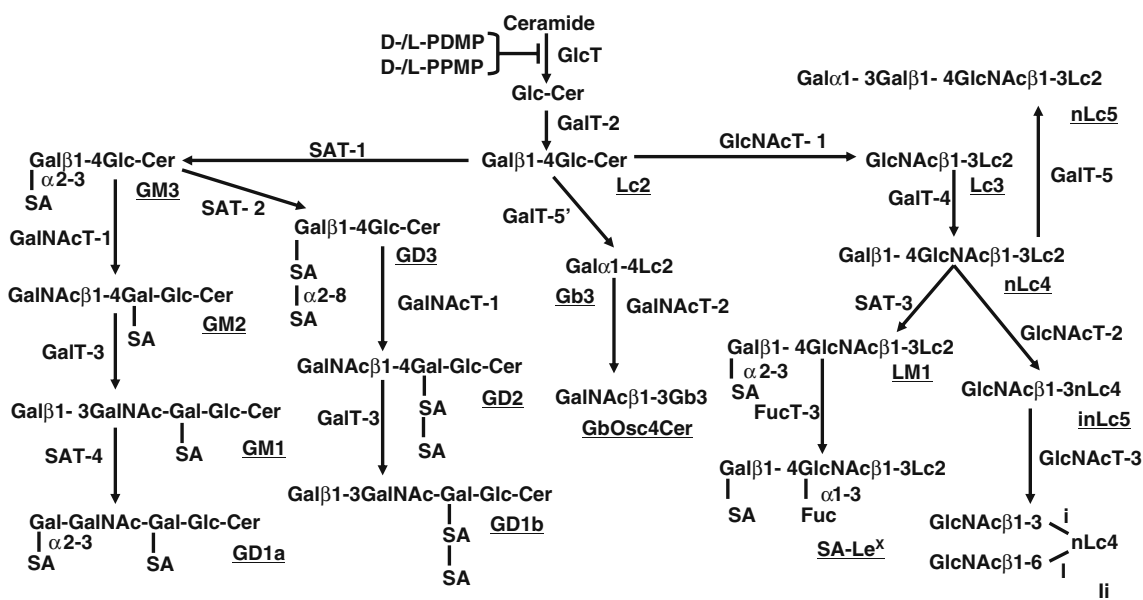 Ceramide
D-/L-PDMP
D-/L-PPMP
GlcT
Glc-Cer
GalT-2
Galβ1-4Glc-Cer
Lc2
SAT-1
Galβ1-4Glc-Cer
α2-3
SA
GM3
GalNAcT-1
GalNAcβ1-4Gal-Glc-Cer
SA
GM2
GalT-3
Galβ1- 3GalNAc-Gal-Glc-Cer
SA
GM1
SAT-4
Gal-GalNAc-Gal-Glc-Cer
α2-3
SA
SA
GD1a
SAT- 2
Galβ1-4Glc-Cer
SA
α2-8
SA
GD3
GalNAcT-1
GalNAcβ1-4Gal-Glc-Cer
SA
SA
GD2
GalT-3
Galβ1-3GalNAc-Gal-Glc-Cer
SA
SA
GD1b
GalT-5’
Galα1-4Lc2
Gb3
GalNAcT-2
GalNAcβ1-3Gb3
GbOsc4Cer
GlcNAcT- 1
GlcNAcβ1-3Lc2
Lc3
GalT-4
Galβ1- 4GlcNAcβ1-3Lc2
nLc4
GalT-5
Galα1- 3Galβ1- 4GlcNAcβ1-3Lc2
nLc5
SAT-3
Galβ1- 4GlcNAcβ1-3Lc2
α2-3
SA
LM1
FucT-3
Galβ1- 4GlcNAcβ1-3Lc2
SA
α1-3
Fuc
SA-Leˣ
GlcNAcT-2
GlcNAcβ1-3nLc4
inLc5
GlcNAcT-3
GlcNAcβ1-3
i
nLc4
GlcNAcβ1-6
I
Ii